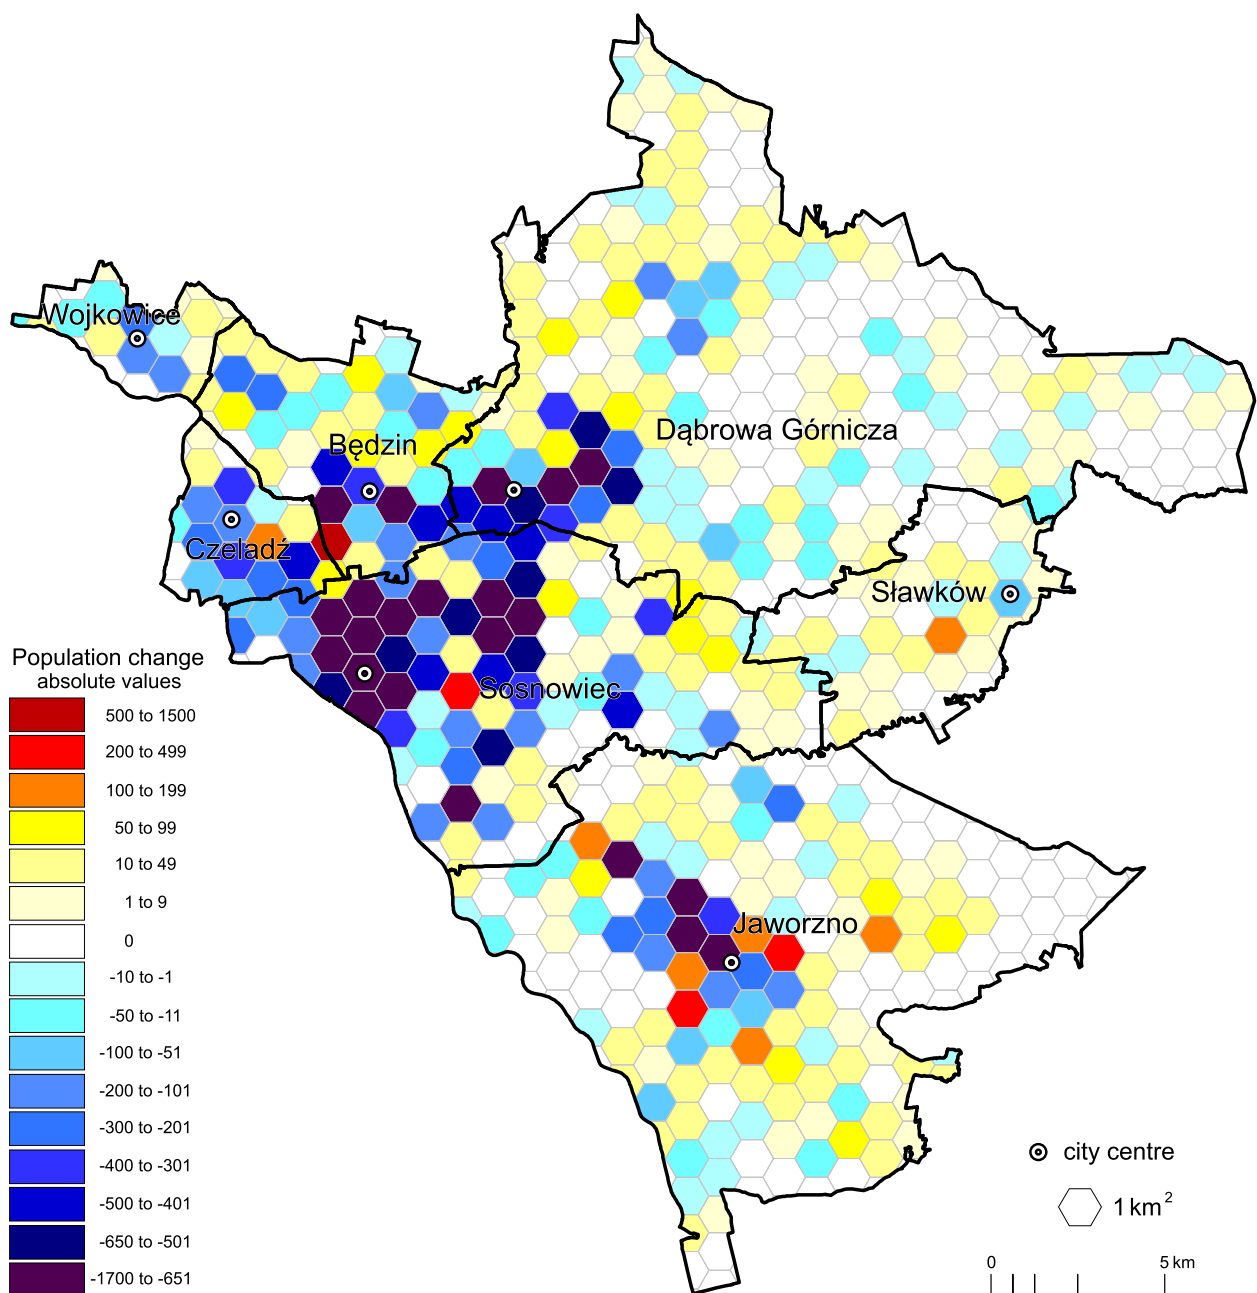 Wojkowice
Będzin
Dąbrowa Górnicza
Czeladź
Sławków
Sosnowiec
Jaworzno
Population change
absolute values
500 to 1500
200 to 499
100 to 199
50 to 99
10 to 49
1 to 9
0
-10 to -1
-50 to -11
-100 to -51
-200 to -101
-300 to -201
-400 to -301
-500 to -401
-650 to -501
-1700 to -651
city centre
1 km²
0 5 km